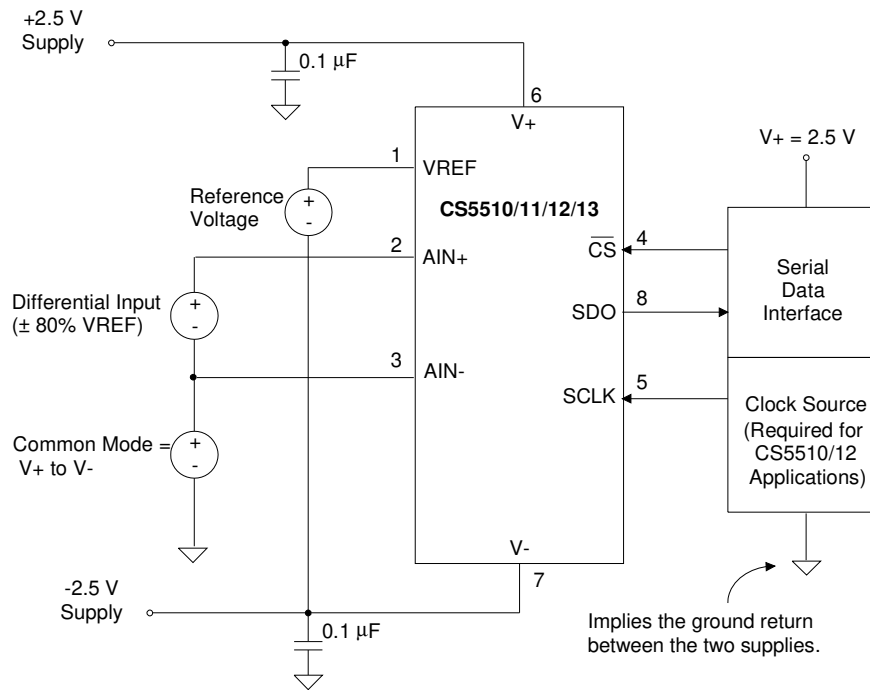 +2.5 V
Supply
0.1 μF
6
V+
V+ = 2.5 V
1
VREF
Reference
Voltage
CS5510/11/12/13
2
AIN+
CS
4
Serial
Data
Interface
SDO
8
Differential Input
(± 80% VREF)
3
AIN-
SCLK
5
Clock Source
(Required for
CS5510/12
Applications)
Common Mode =
V+ to V-
+
-
+
-
+
-
V-
7
-2.5 V
Supply
0.1 μF
Implies the ground return
between the two supplies.